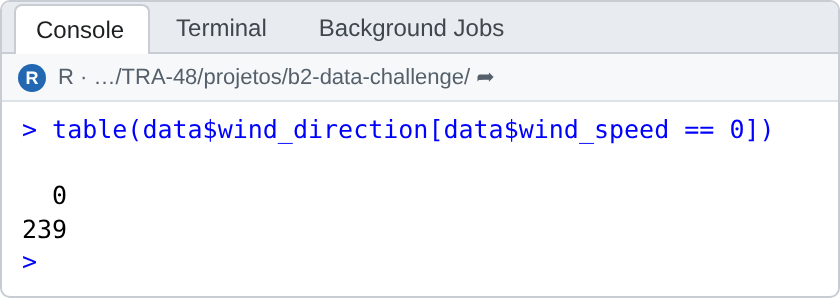 Console Terminal Background Jobs
R R · …/TRA-48/projetos/b2-data-challenge/ ➦
> table(data$wind_direction[data$wind_speed == 0])
0
239
>